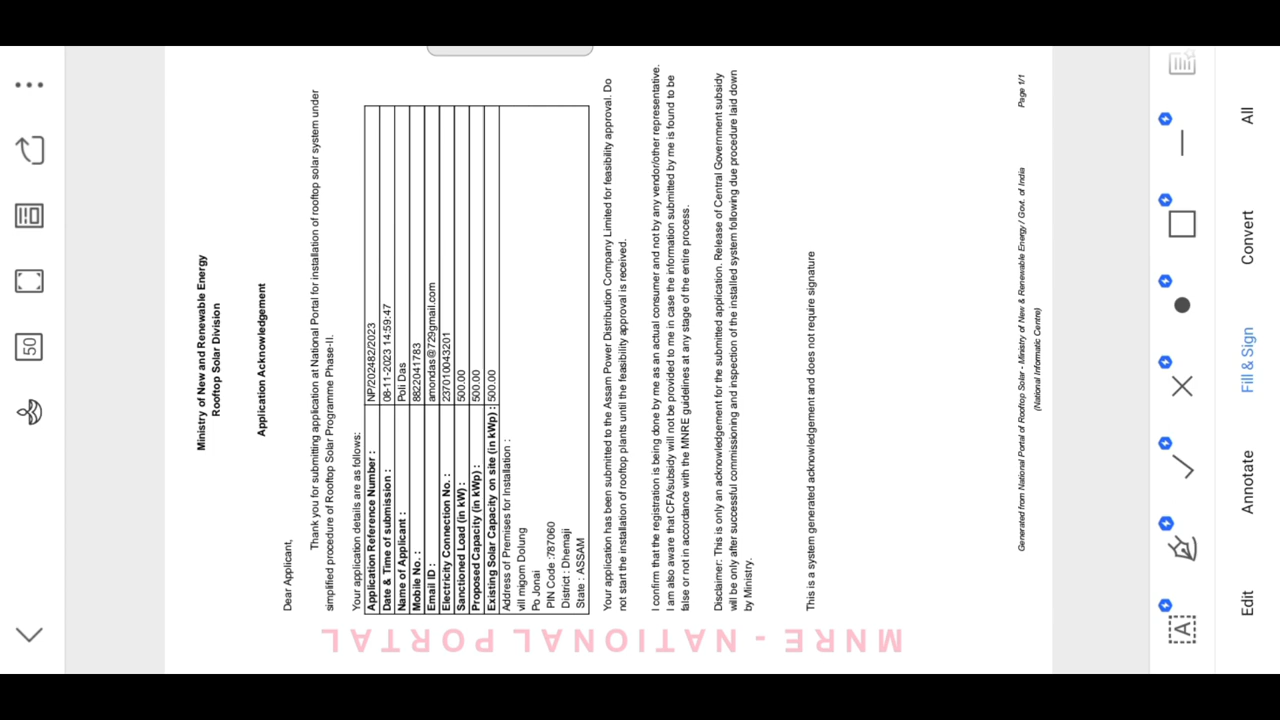 Ministry of New and Renewable Energy
Rooftop Solar Division
Application Acknowledgement
Dear Applicant,
Thank you for submitting application at National Portal for installation of rooftop solar system under
simplified procedure of Rooftop Solar Programme Phase-II.
Your application details are as follows:
Application Reference Number : NP/202482/2023
Date & Time of submission : 08-11-2023 14:59:47
Name of Applicant : Poli Das
Mobile No. : 8822041783
Email ID : amondas@729gmail.com
Electricity Connection No. : 237010043201
Sanctioned Load (in kW) : 500.00
Proposed Capacity (in kWp) : 500.00
Existing Solar Capacity on site (in kWp) : 500.00
Address of Premises for Installation :
vill migom Dolung
Po Jonai
PIN Code :787060
District : Dhemaji
State : ASSAM
Your application has been submitted to the Assam Power Distribution Company Limited for feasibility approval. Do
not start the installation of rooftop plants until the feasibility approval is received.
I confirm that the registration is being done by me as an actual consumer and not by any vendor/other representative.
I am also aware that CFA/subsidy will not be provided to me in case the information submitted by me is found to be
false or not in accordance with the MNRE guidelines at any stage of the entire process.
Disclaimer: This is only an acknowledgement for the submitted application. Release of Central Government subsidy
will be only after successful commissioning and inspection of the installed system following due procedure laid down
by Ministry.
This is a system generated acknowledgement and does not require signature
Generated from National Portal of Rooftop Solar - Ministry of New & Renewable Energy / Govt. of India Page 1/1
(National Informatic Centre)
MNRE - NATIONAL PORTAL
50
A
Edit Annotate Fill & Sign Convert All